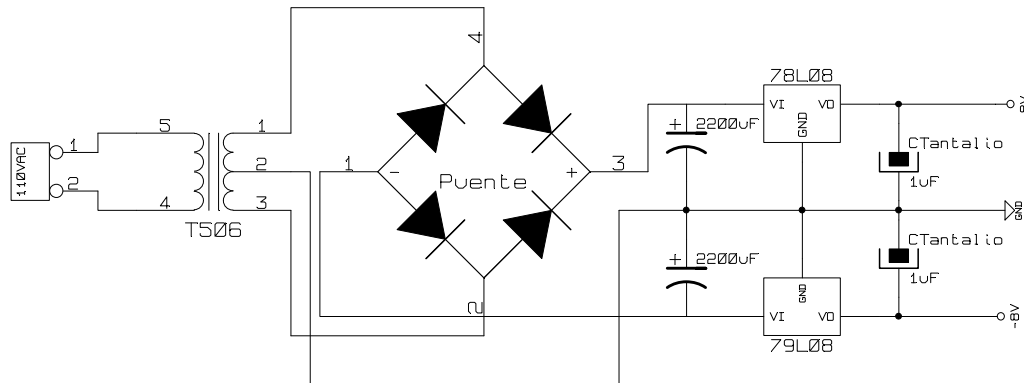 110VAC
1
2
5
4
T506
1
2
3
4
1
-
Puente
+
3
2
+
2200uF
+
2200uF
78L08
VI
VO
GND
CTantalio
1uF
8V
GND
CTantalio
1uF
GND
VI
VO
79L08
-8V